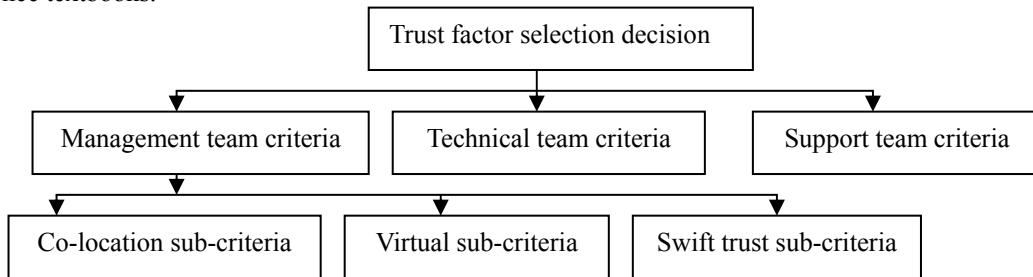 Trust factor selection decision
Management team criteria
Technical team criteria
Support team criteria
Co-location sub-criteria
Virtual sub-criteria
Swift trust sub-criteria